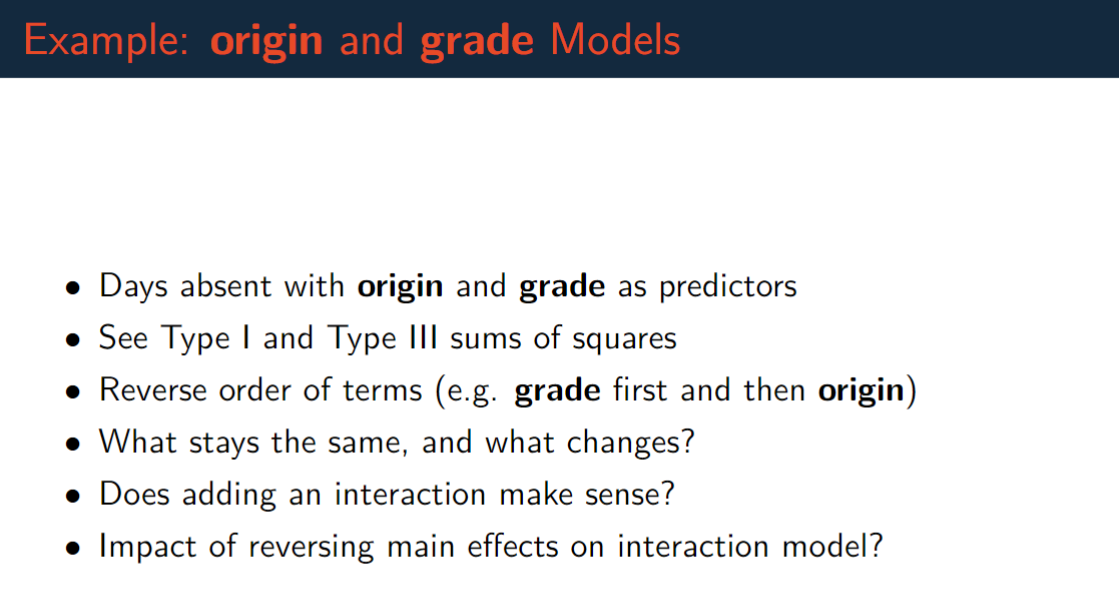 Example: origin and grade Models
• Days absent with origin and grade as predictors
• See Type I and Type III sums of squares
• Reverse order of terms (e.g. grade first and then origin)
• What stays the same, and what changes?
• Does adding an interaction make sense?
• Impact of reversing main effects on interaction model?